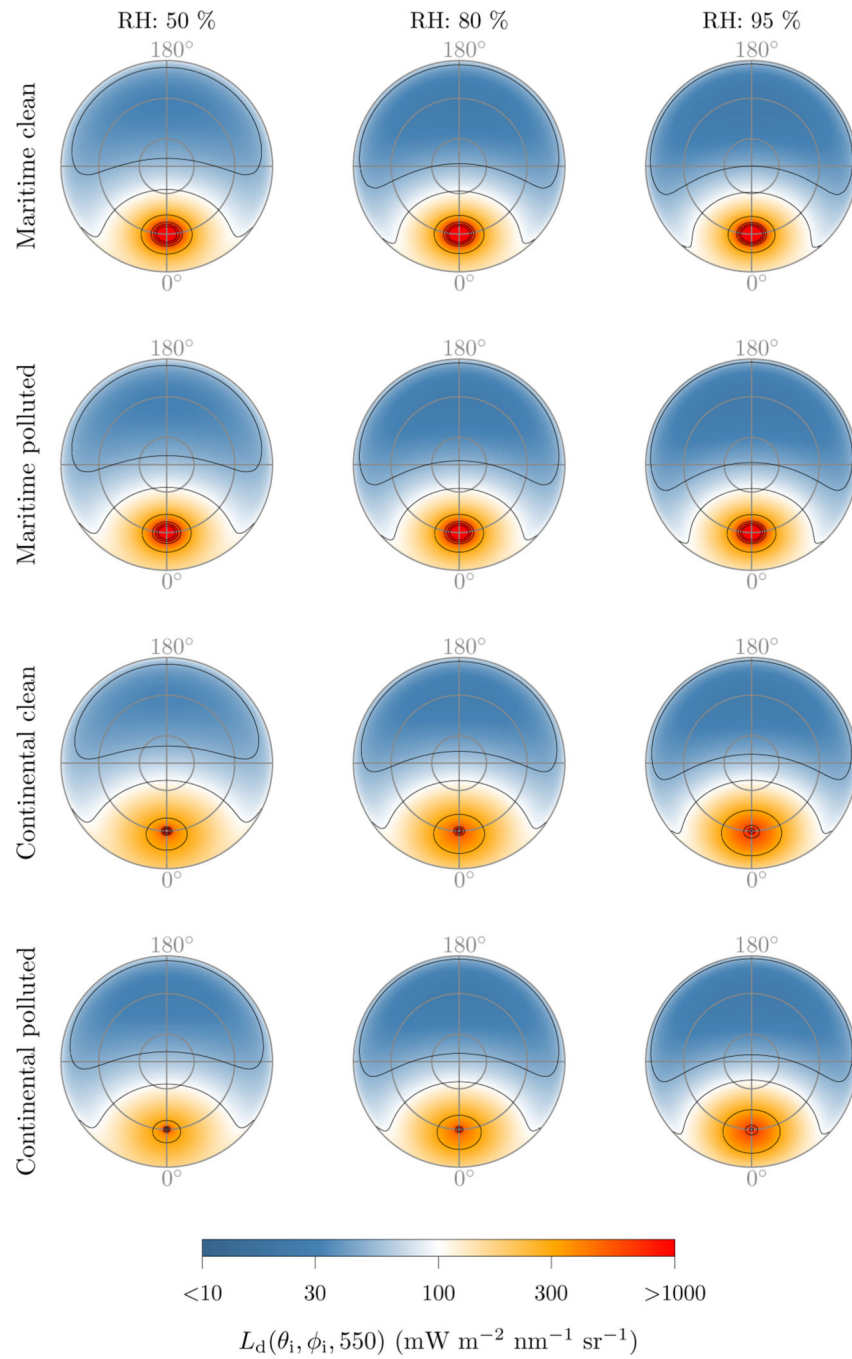 RH: 50 % RH: 80 % RH: 95 %
180° 180° 180°
Maritime clean
0° 0° 0°
180° 180° 180°
Maritime polluted
0° 0° 0°
180° 180° 180°
Continental clean
0° 0° 0°
180° 180° 180°
Continental polluted
0° 0° 0°
<10 30 100 300 >1000
L_d(θ_i, ϕ_i, 550) (mW m⁻² nm⁻¹ sr⁻¹)